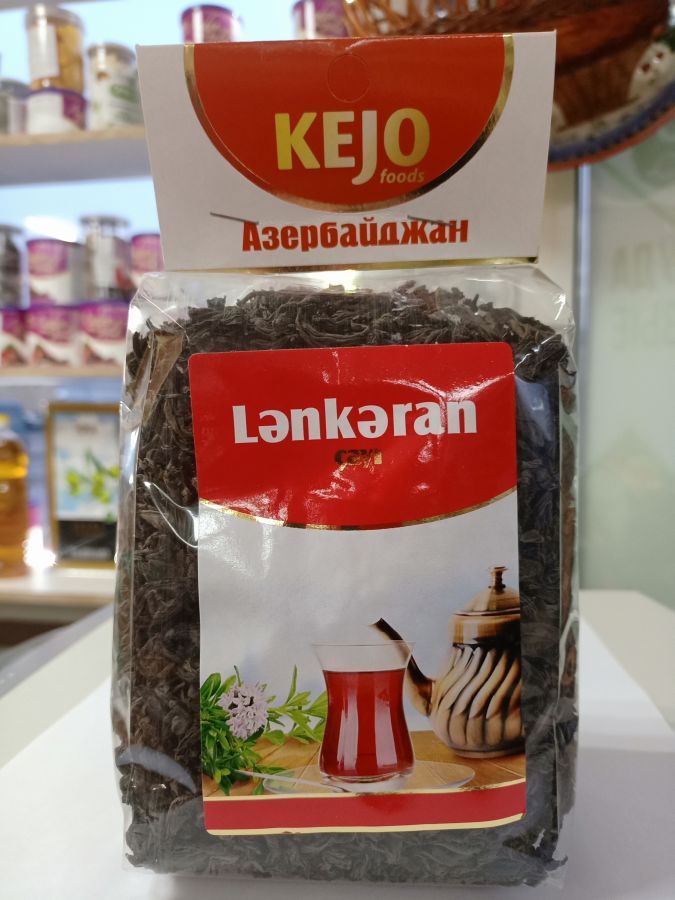 KEJO
foods
Азербайджан
Lənkəran
çayı